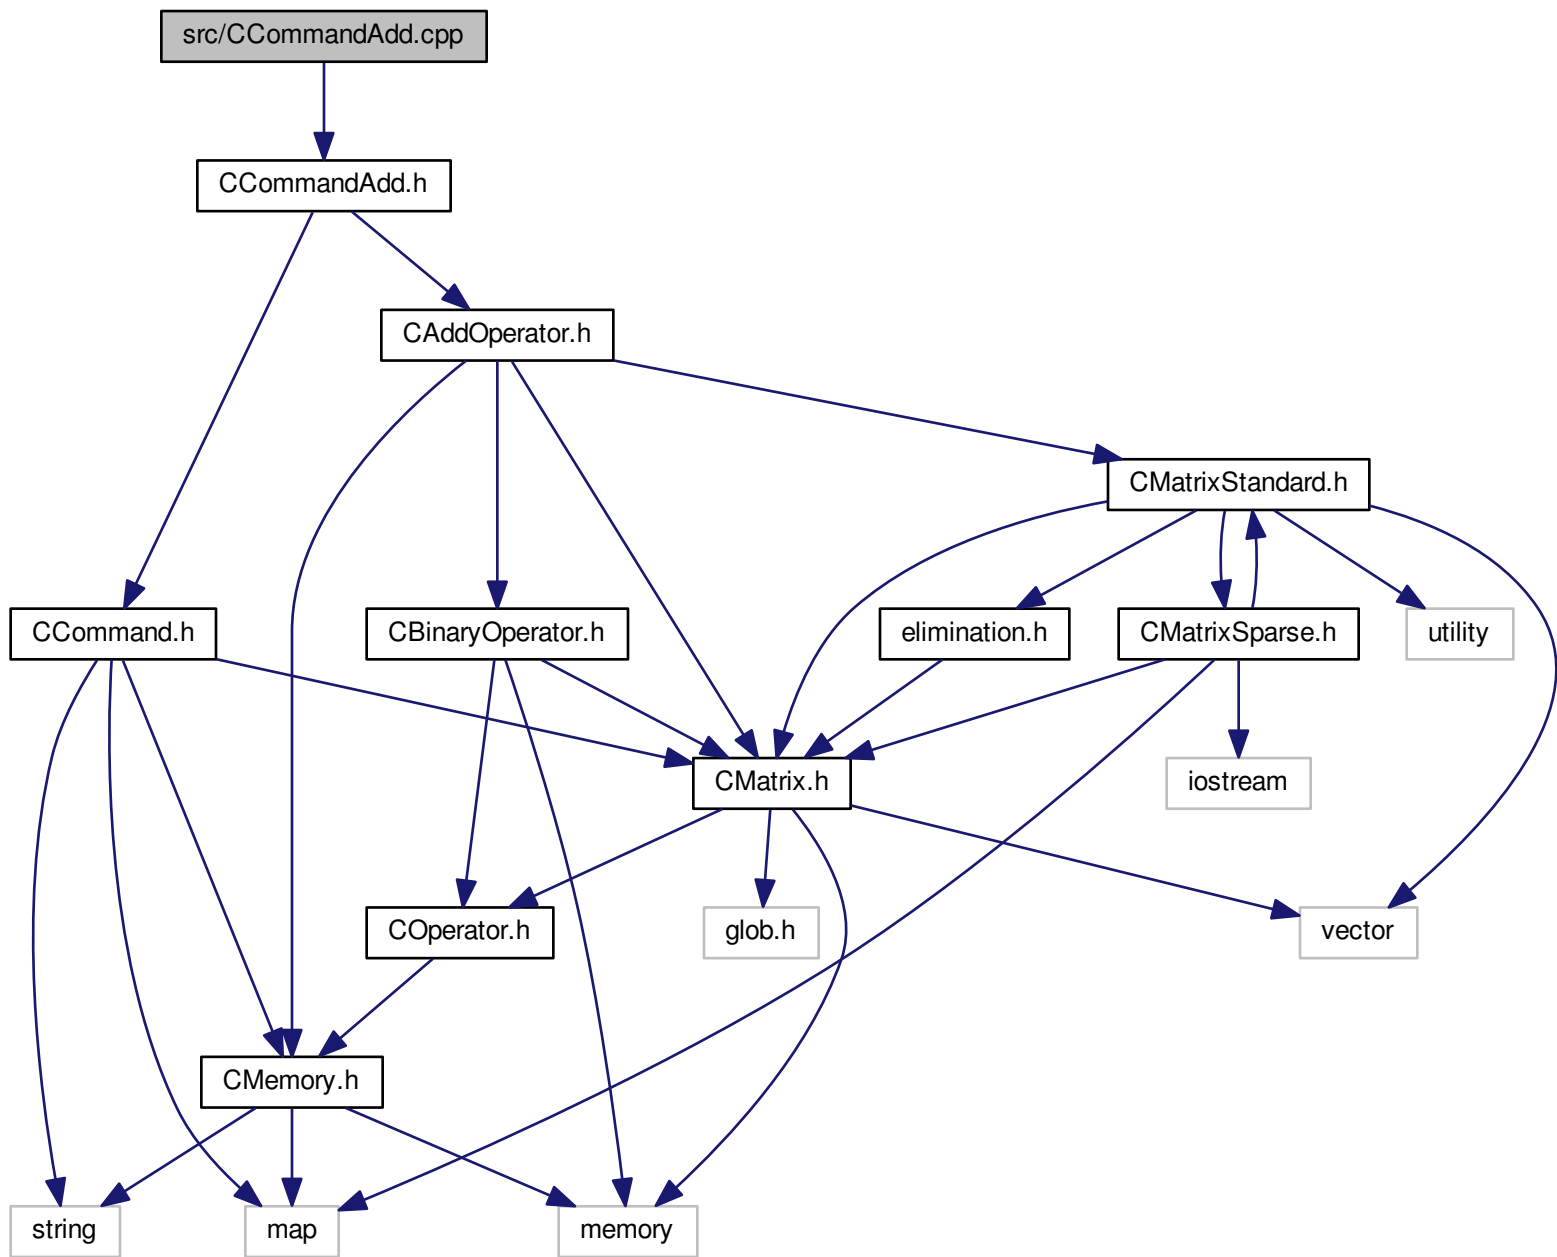 src/CCommandAdd.cpp
CCommandAdd.h
CAddOperator.h
CMatrixStandard.h
CCommand.h
CBinaryOperator.h
elimination.h
CMatrixSparse.h
utility
CMatrix.h
iostream
COperator.h
glob.h
vector
CMemory.h
string
map
memory